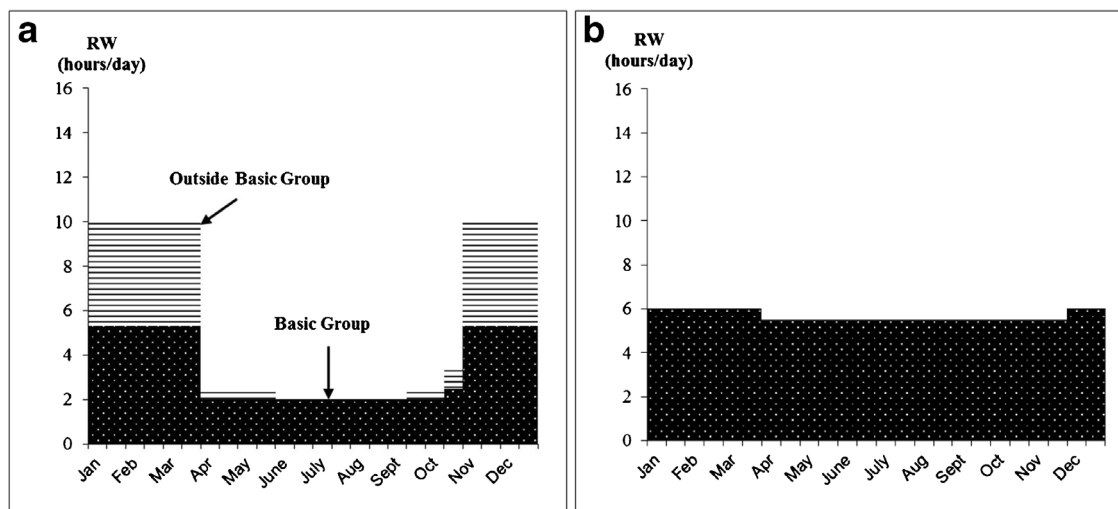 a
RW
(hours/day)
16
14
12
10
8
6
4
2
0
Outside Basic Group
Basic Group
Jan Feb Mar Apr May June July Aug Sept Oct Nov Dec
b
RW
(hours/day)
16
14
12
10
8
6
4
2
0
Jan Feb Mar Apr May June July Aug Sept Oct Nov Dec